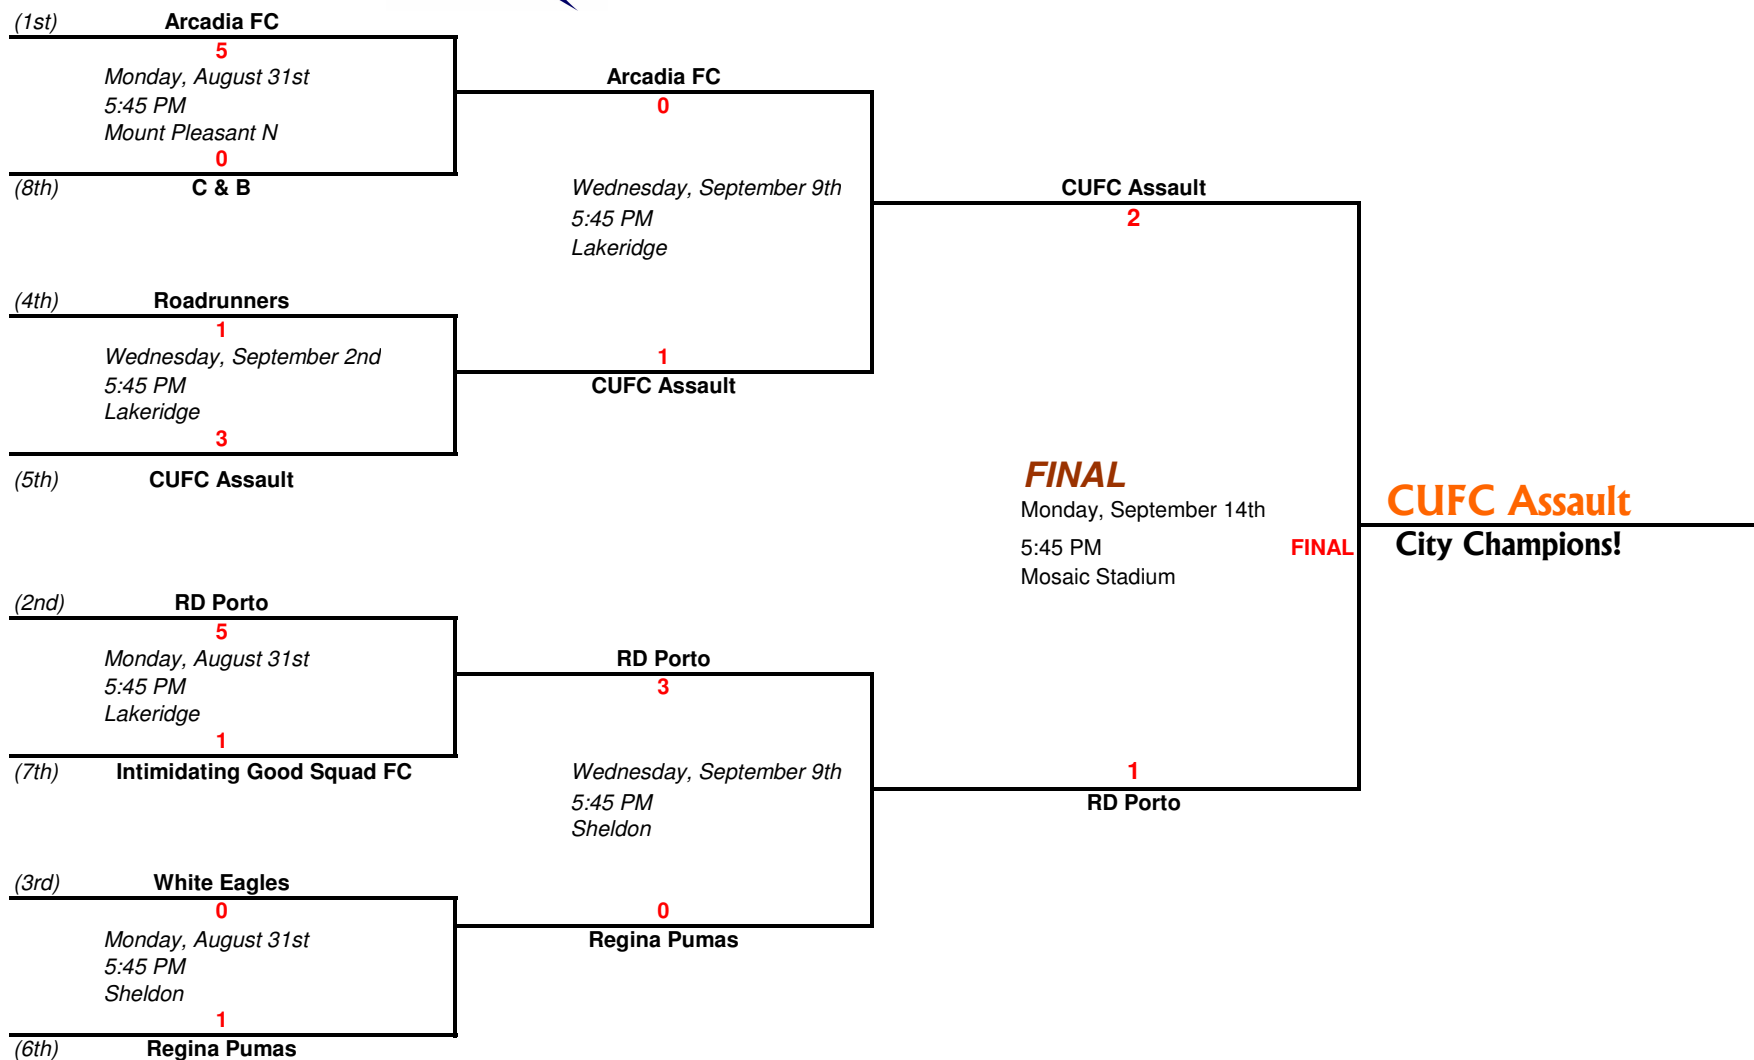 (1st) Arcadia FC
5
Monday, August 31st
5:45 PM
Mount Pleasant N
0
(8th) C & B
(4th) Roadrunners
1
Wednesday, September 2nd
5:45 PM
Lakeridge
3
(5th) CUFC Assault
(2nd) RD Porto
5
Monday, August 31st
5:45 PM
Lakeridge
1
(7th) Intimidating Good Squad FC
(3rd) White Eagles
0
Monday, August 31st
5:45 PM
Sheldon
1
(6th) Regina Pumas
Arcadia FC
0
Wednesday, September 9th
5:45 PM
Lakeridge
1
CUFC Assault
RD Porto
3
Wednesday, September 9th
5:45 PM
Sheldon
0
Regina Pumas
CUFC Assault
2
FINAL
Monday, September 14th
5:45 PM FINAL
Mosaic Stadium
1
RD Porto
CUFC Assault
City Champions!